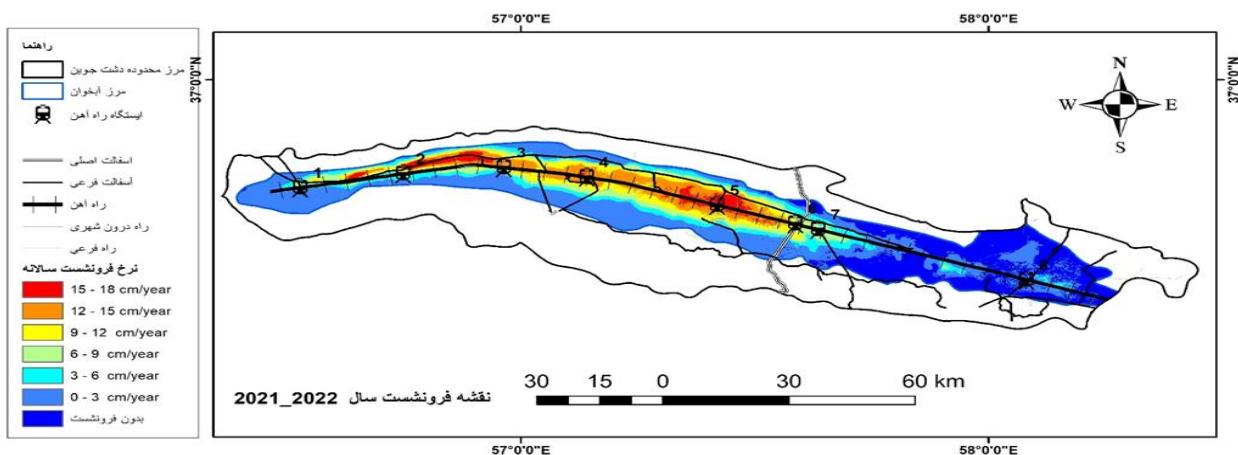 57°0'0"E
58°0'0"E
راهنما
مرز محدوده دشت جوین
مرز آبخوان
ایستگاه راه آهن
اسفالت اصلی
آسفالت فرعی
راه آهن
راه درون شهری
راه فرعی
نرخ فرونشست سالانه
15 - 18 cm/year
12 - 15 cm/year
9 - 12 cm/year
6 - 9 cm/year
3 - 6 cm/year
0 - 3 cm/year
بدون فرونشست
37°0'0"N
37°0'0"N
N
W
E
S
1
2
3
4
5
7
نقشه فرونشست سال 2022_2021
30 15 0 30 60 km
57°0'0"E
58°0'0"E